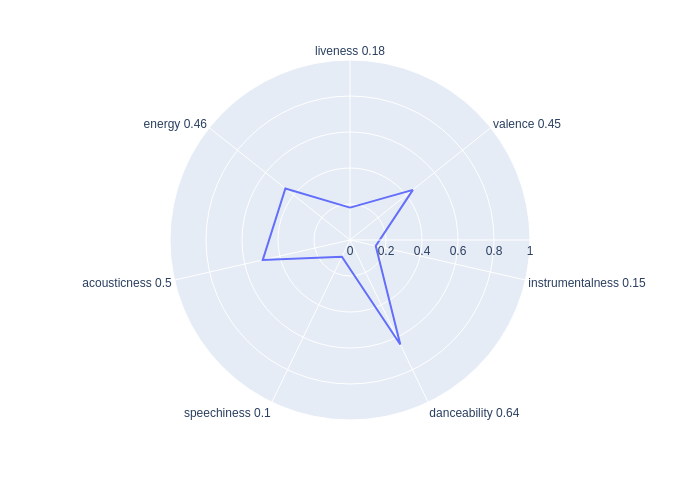 liveness 0.18
energy 0.46
valence 0.45
0 0.2 0.4 0.6 0.8 1
acousticness 0.5
instrumentalness 0.15
speechiness 0.1
danceability 0.64